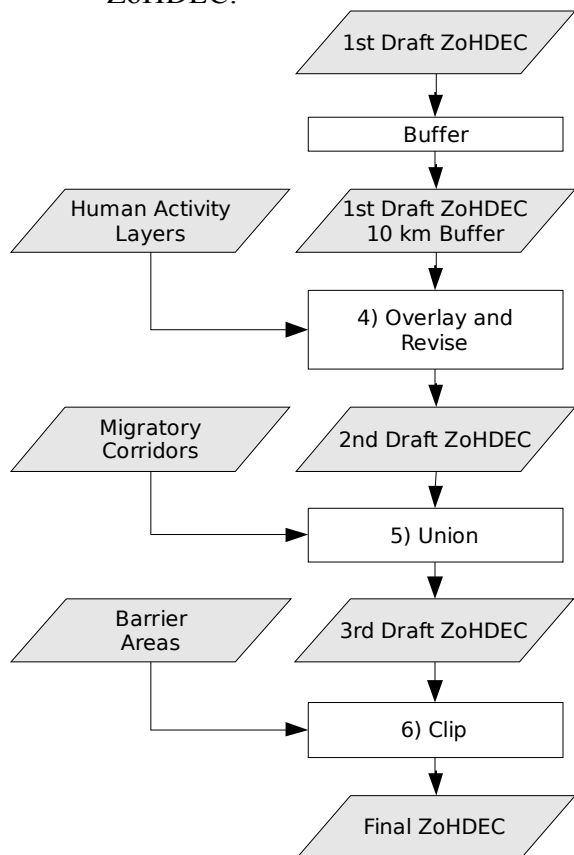 ZoHDEC.
1st Draft ZoHDEC
Buffer
Human Activity
Layers
1st Draft ZoHDEC
10 km Buffer
4) Overlay and
Revise
Migratory
Corridors
2nd Draft ZoHDEC
5) Union
Barrier
Areas
3rd Draft ZoHDEC
6) Clip
Final ZoHDEC